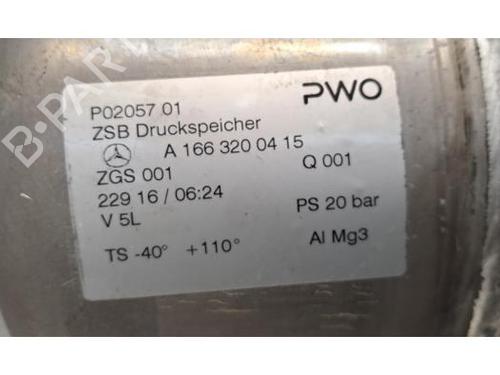 P02057 01
PWO
ZSB Druckspeicher
A 166 320 04 15
ZGS 001
Q 001
229 16 / 06:24
V 5L
PS 20 bar
TS -40° +110°
Al Mg3
B-PARTS